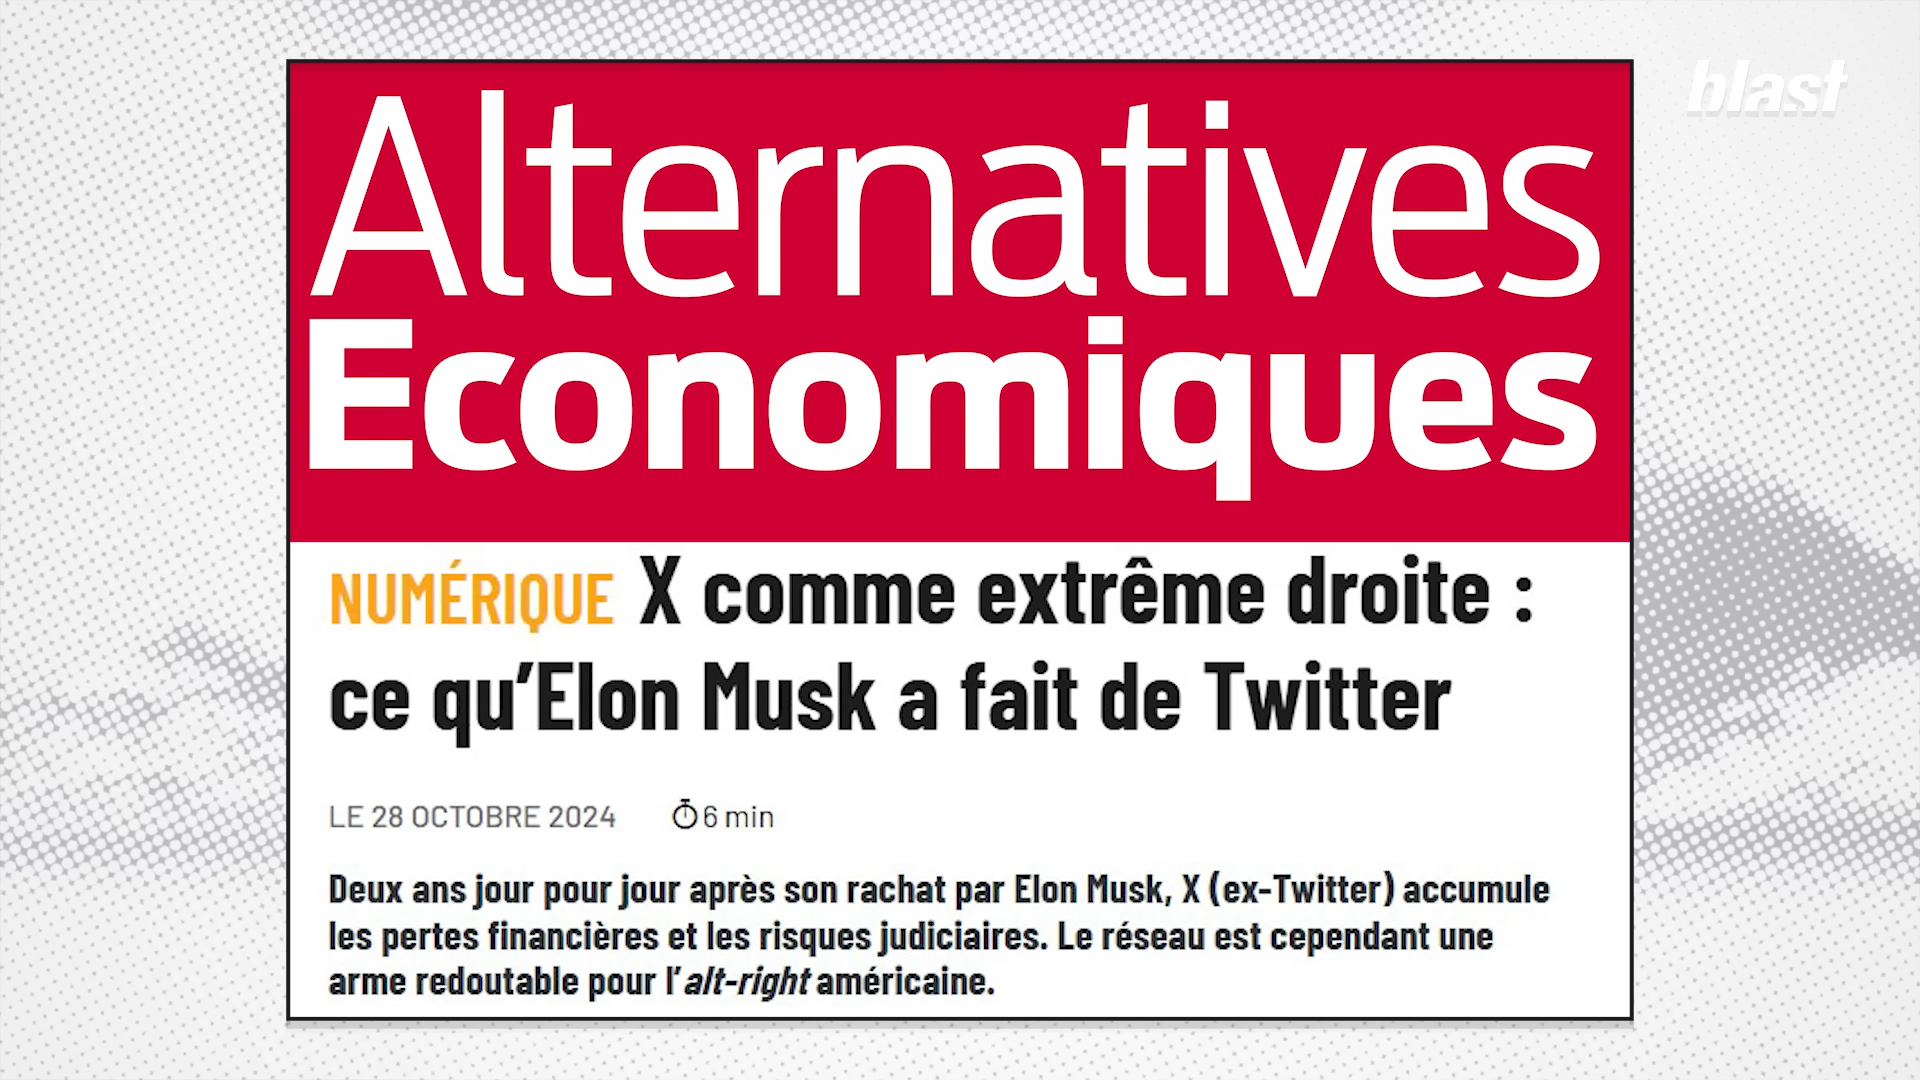 blast
Alternatives
Economiques
NUMÉRIQUE X comme extrême droite :
ce qu’Elon Musk a fait de Twitter
LE 28 OCTOBRE 2024 6 min
Deux ans jour pour jour après son rachat par Elon Musk, X (ex-Twitter) accumule
les pertes financières et les risques judiciaires. Le réseau est cependant une
arme redoutable pour l’alt-right américaine.